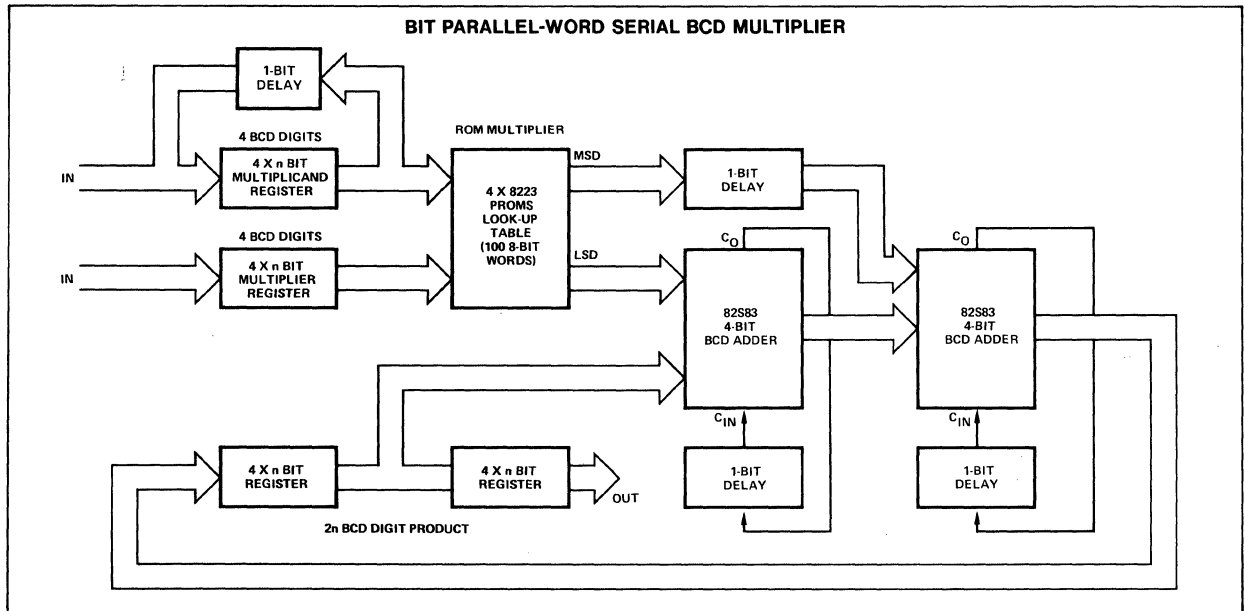 BIT PARALLEL-WORD SERIAL BCD MULTIPLIER
1-BIT
DELAY
4 BCD DIGITS
IN
4 X n BIT
MULTIPLICAND
REGISTER
4 BCD DIGITS
IN
4 X n BIT
MULTIPLIER
REGISTER
ROM MULTIPLIER
4 X 8223
PROMS
LOOK-UP
TABLE
(100 8-BIT
WORDS)
MSD
LSD
1-BIT
DELAY
CO
82S83
4-BIT
BCD ADDER
CIN
1-BIT
DELAY
CO
82S83
4-BIT
BCD ADDER
CIN
1-BIT
DELAY
4 X n BIT
REGISTER
4 X n BIT
REGISTER
OUT
2n BCD DIGIT PRODUCT